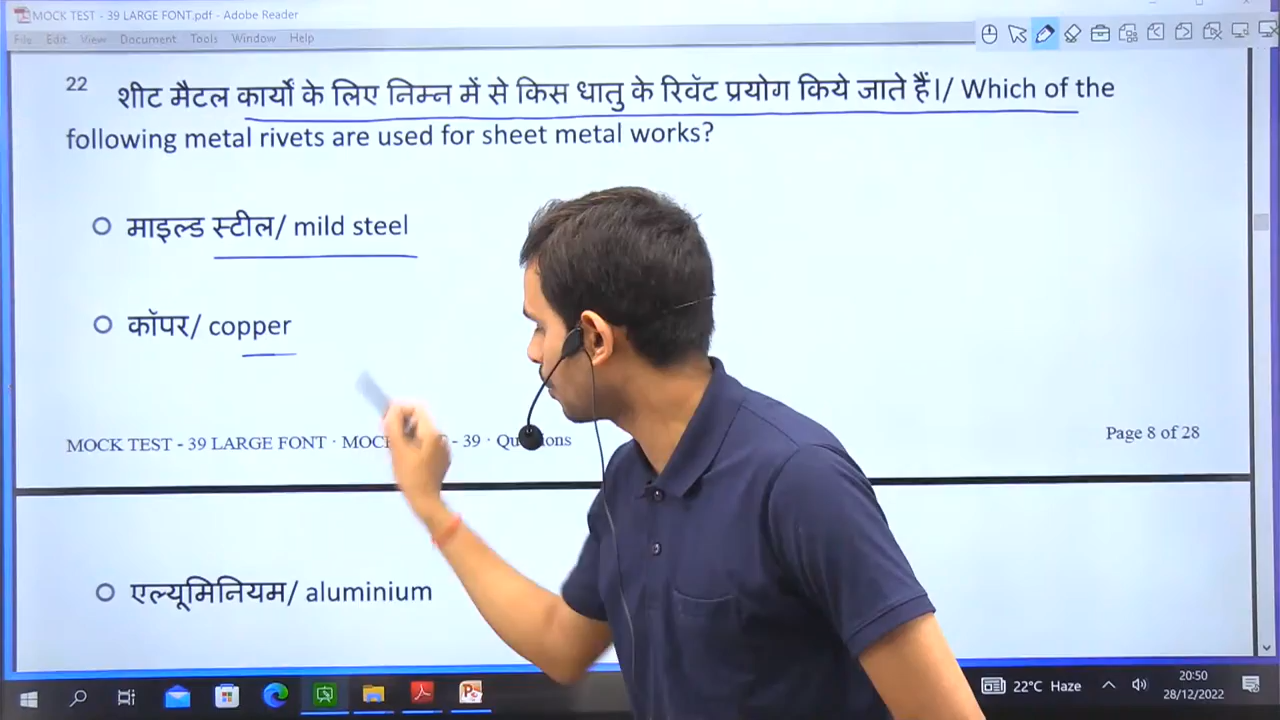 MOCK TEST - 39 LARGE FONT.pdf - Adobe Reader
File Edit View Document Tools Window Help
22 शीट मैटल कार्यो के लिए निम्न में से किस धातु के रिवॅट प्रयोग किये जाते हैं।/ Which of the
following metal rivets are used for sheet metal works?
माइल्ड स्टील/ mild steel
कॉपर/ copper
MOCK TEST - 39 LARGE FONT · - 39 ·
Page 8 of 28
एल्यूमिनियम/ aluminium
22°C Haze
20:50
28/12/2022